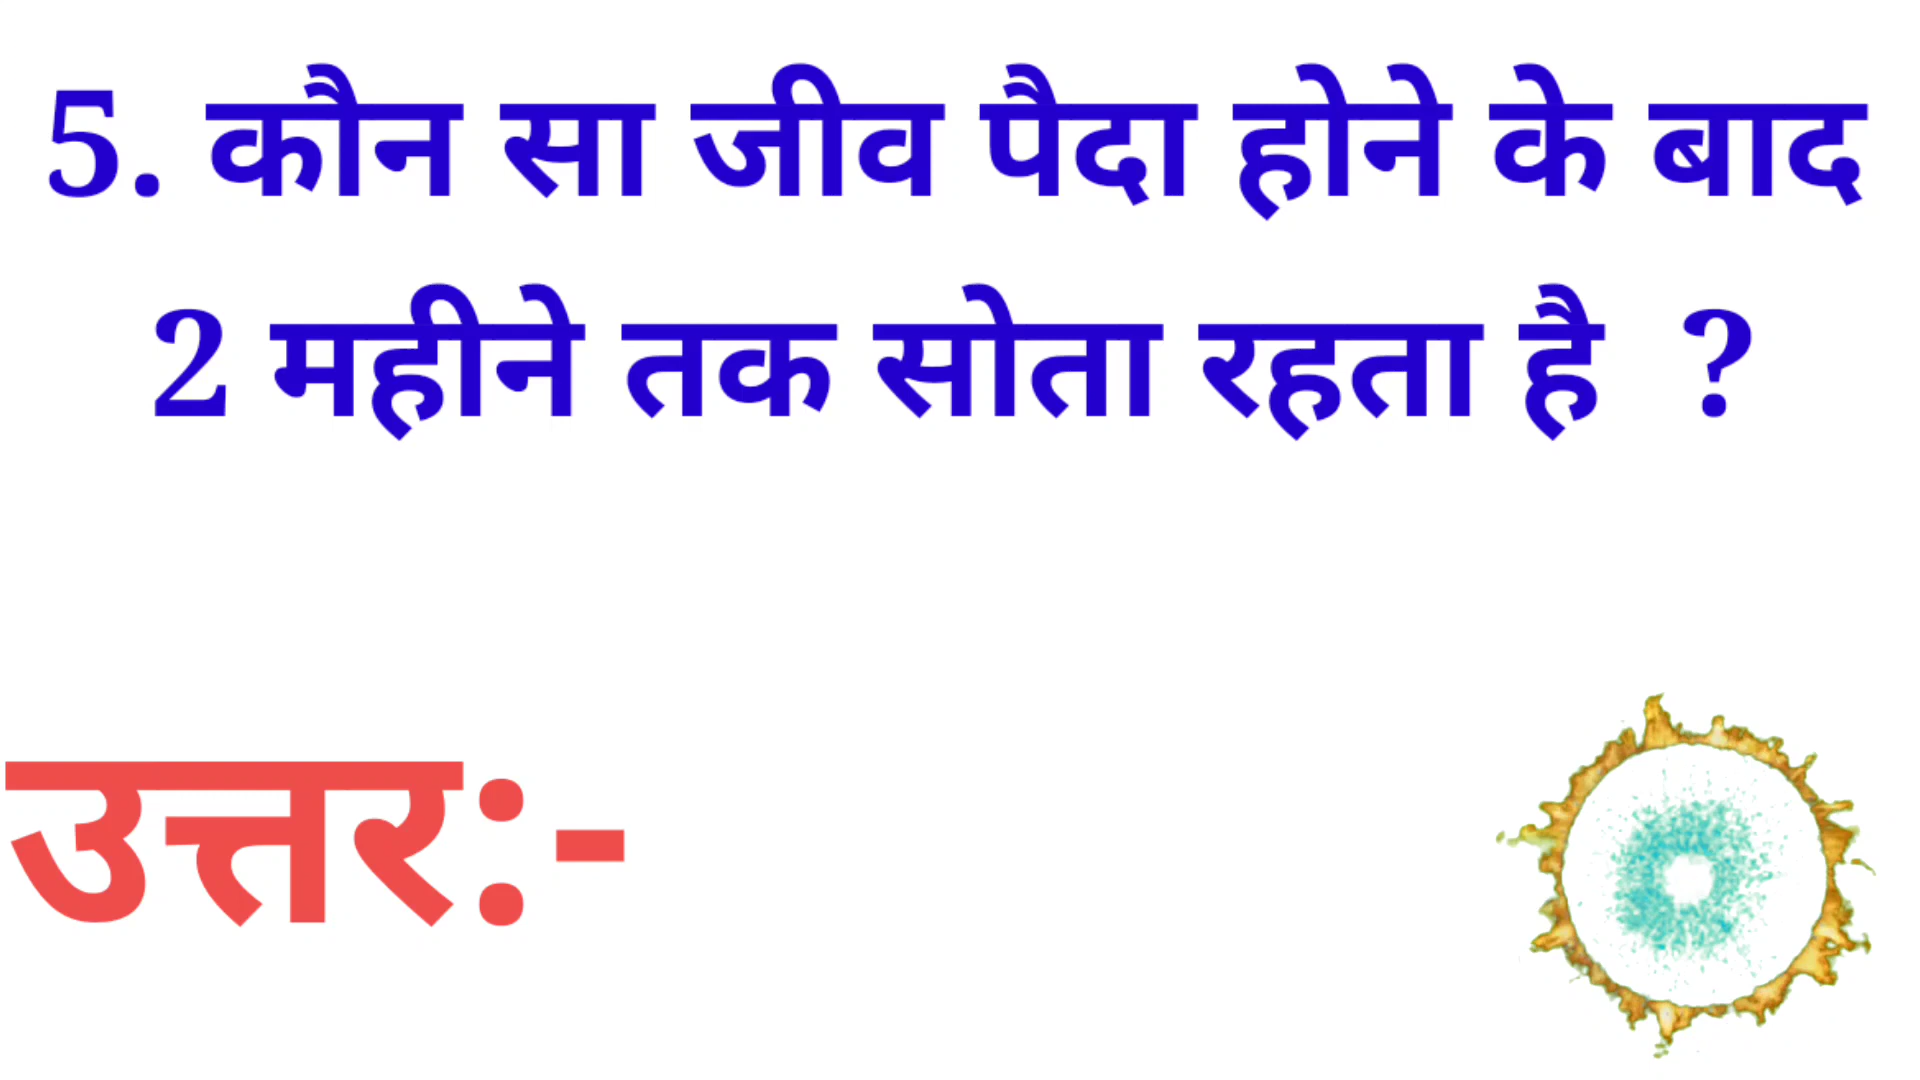 5. कौन सा जीव पैदा होने के बाद
2 महीने तक सोता रहता है ?
उत्तर:-